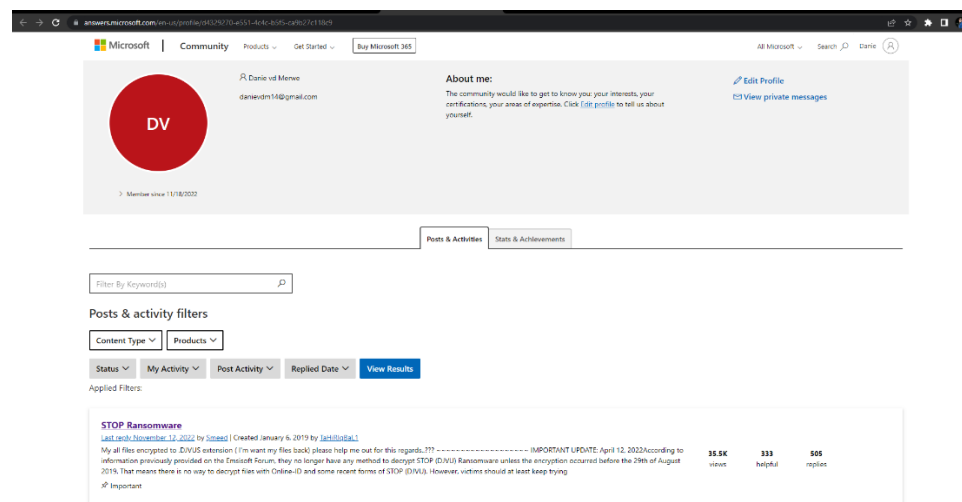 answers.microsoft.com/en-us/profile/d4329270-e551-4c4c-b5f5-ca9b27c118c9
Microsoft | Community Products Get Started Buy Microsoft 365 All Microsoft Search Danie
DV
Member since 11/18/2022
Danie vd Merwe
danievdm14@gmail.com
About me:
The community would like to get to know you: your interests, your
certifications, your areas of expertise. Click Edit profile to tell us about
yourself.
Edit Profile
View private messages
Posts & Activities Stats & Achievements
Filter By Keyword(s)
Posts & activity filters
Content Type Products
Status My Activity Post Activity Replied Date View Results
Applied Filters:
STOP Ransomware
Last reply November 12, 2022 by Smeed | Created January 6, 2019 by
My all files encrypted to .DJVUS extension ( I'm want my files back) please help me out for this regards..??? ~~~~~~~~~~~~~~~~~~~~ IMPORTANT UPDATE: April 12, 2022According to
information previously provided on the Emsisoft Forum, they no longer have any method to decrypt STOP (DJVU) Ransomware unless the encryption occurred before the 29th of August
2019. That means there is no way to decrypt files with Online-ID and some recent forms of STOP (DJVU). However, victims should at least keep trying
35.5K 333 505
views helpful replies
Important